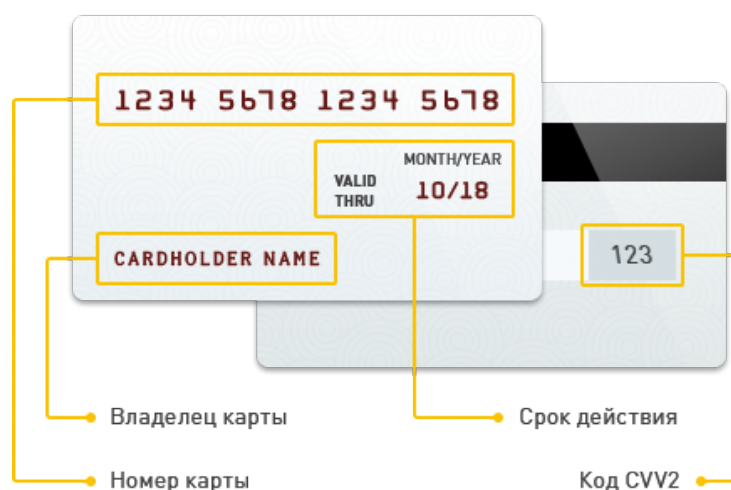 1234 5678 1234 5678
MONTH/YEAR
VALID
THRU
10/18
CARDHOLDER NAME
123
Владелец карты
Срок действия
Номер карты
Код CVV2